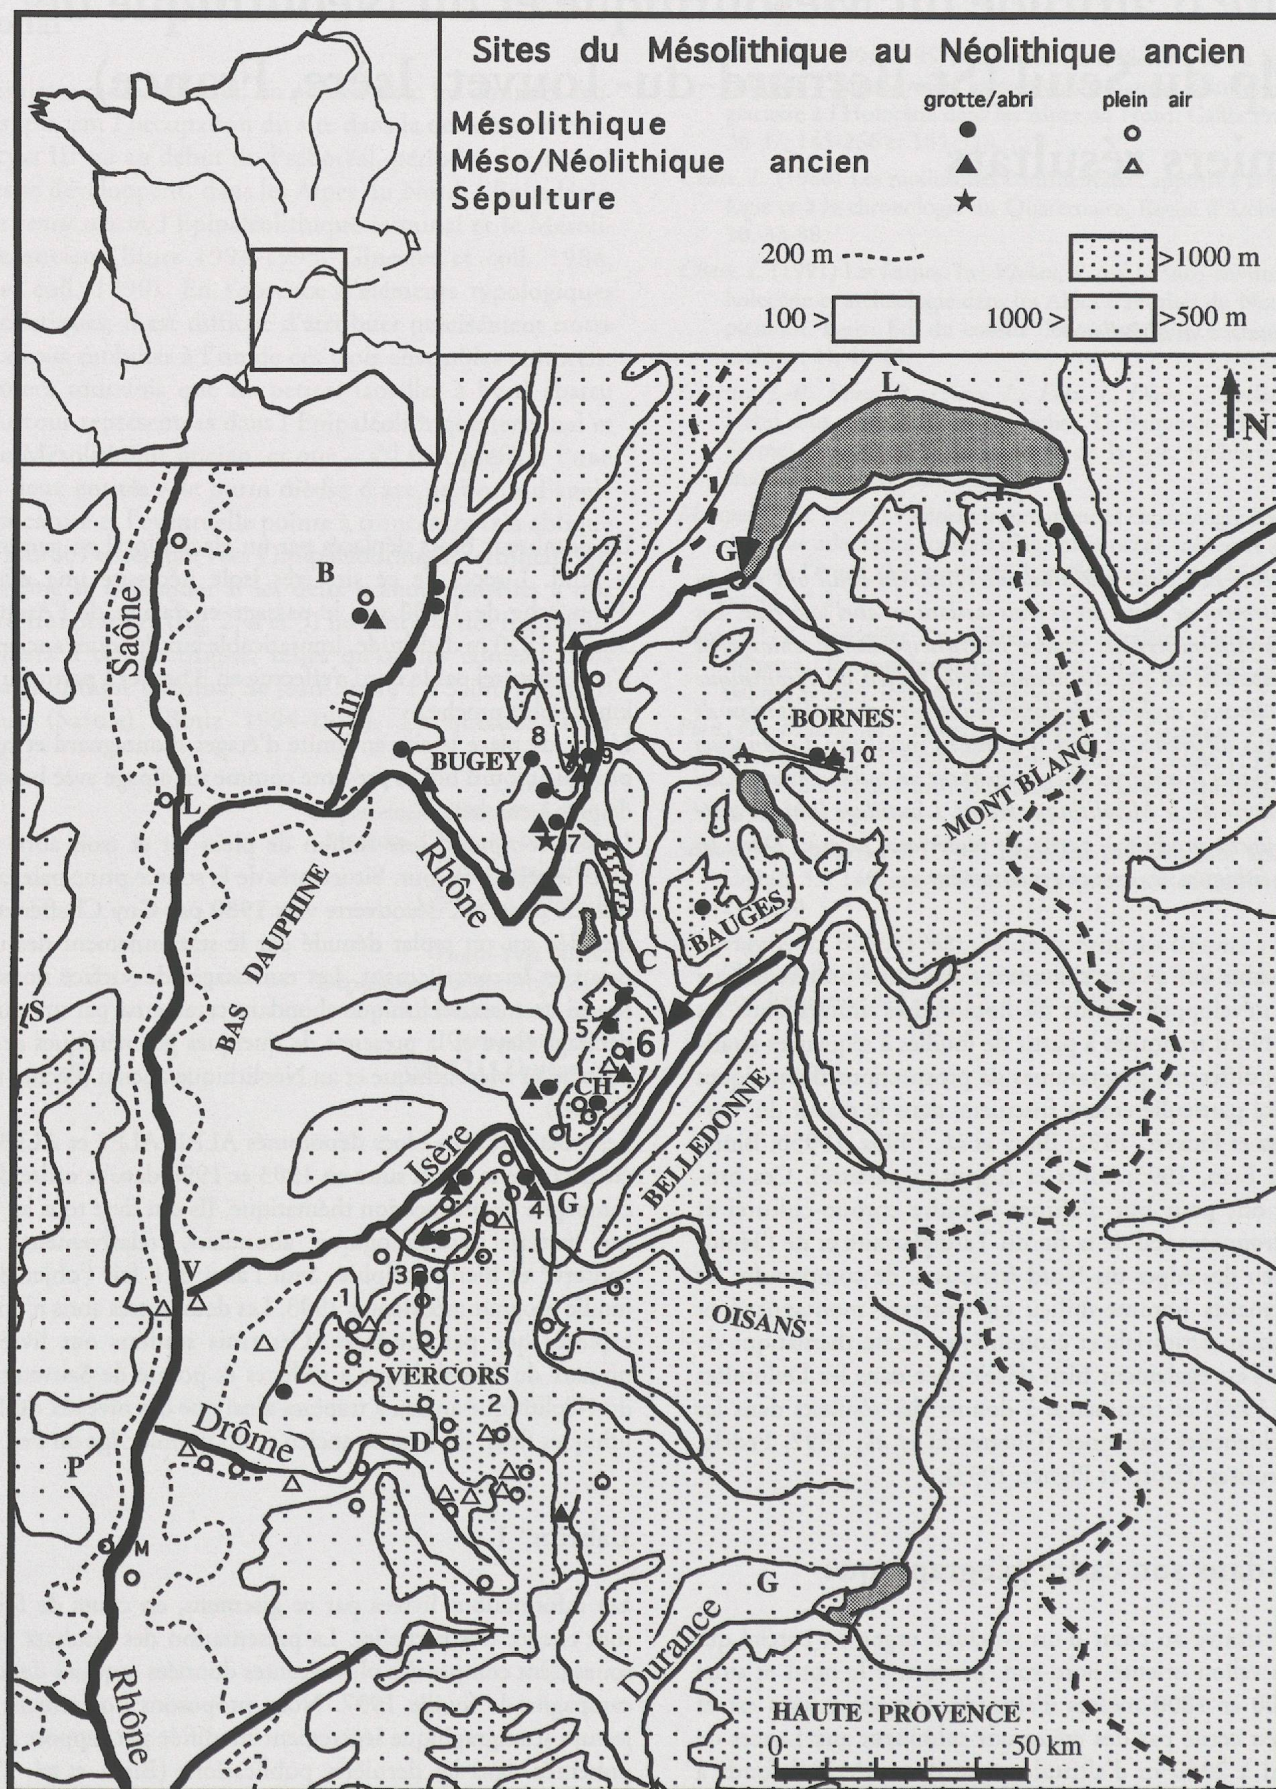 Sites du Mésolithique au Néolithique ancien
grotte/abri plein air
Mésolithique
Méso/Néolithique ancien
Sépulture
200 m
>1000 m
100 >
1000 >
>500 m
L
N
G
B
Saône
Ain
BORNES
8
BUGEY
9
A
10
MONT BLANC
L
7
Rhône
BAS DAUPHINE
BAUGES
C
S
5
6
CH
Isère
BELLEDONNE
G
4
V
3
1
OISANS
VERCORS
2
Drôme
D
P
M
G
Durance
Rhône
HAUTE PROVENCE
0 50 km